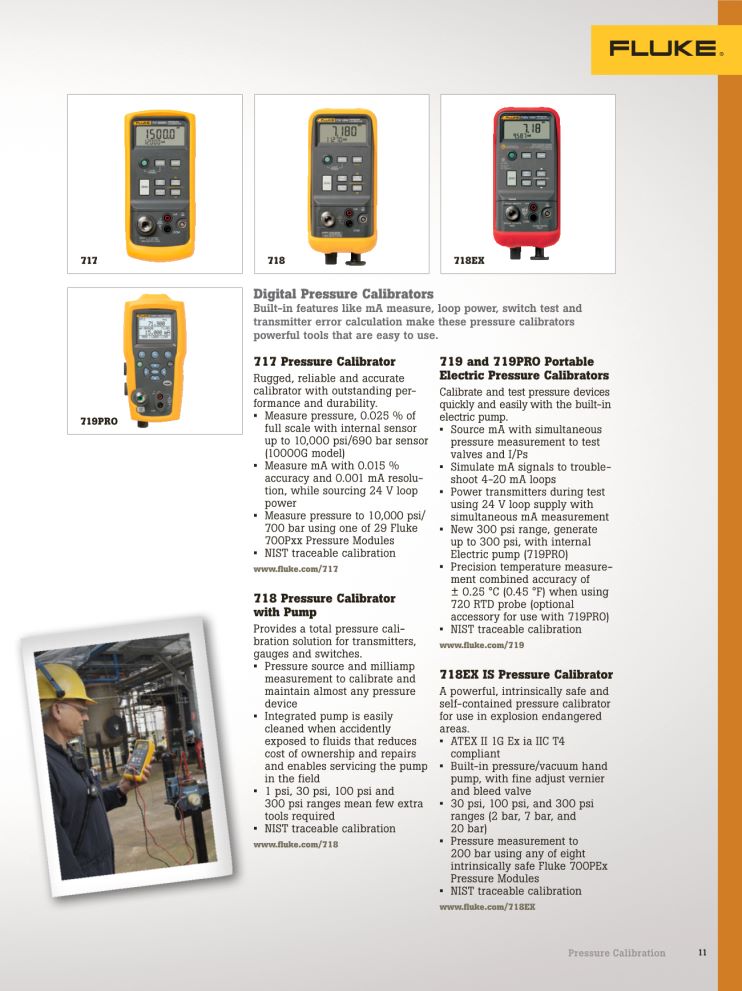 FLUKE®
717
718
718EX
719PRO
Digital Pressure Calibrators
Built-in features like mA measure, loop power, switch test and
transmitter error calculation make these pressure calibrators
powerful tools that are easy to use.
717 Pressure Calibrator
Rugged, reliable and accurate
calibrator with outstanding per-
formance and durability.
▪ Measure pressure, 0.025 % of
full scale with internal sensor
up to 10,000 psi/690 bar sensor
(10000G model)
▪ Measure mA with 0.015 %
accuracy and 0.001 mA resolu-
tion, while sourcing 24 V loop
power
▪ Measure pressure to 10,000 psi/
700 bar using one of 29 Fluke
700Pxx Pressure Modules
▪ NIST traceable calibration
www.fluke.com/717
718 Pressure Calibrator
with Pump
Provides a total pressure cali-
bration solution for transmitters,
gauges and switches.
▪ Pressure source and milliamp
measurement to calibrate and
maintain almost any pressure
device
▪ Integrated pump is easily
cleaned when accidently
exposed to fluids that reduces
cost of ownership and repairs
and enables servicing the pump
in the field
▪ 1 psi, 30 psi, 100 psi and
300 psi ranges mean few extra
tools required
▪ NIST traceable calibration
www.fluke.com/718
719 and 719PRO Portable
Electric Pressure Calibrators
Calibrate and test pressure devices
quickly and easily with the built-in
electric pump.
▪ Source mA with simultaneous
pressure measurement to test
valves and I/Ps
▪ Simulate mA signals to trouble-
shoot 4-20 mA loops
▪ Power transmitters during test
using 24 V loop supply with
simultaneous mA measurement
▪ New 300 psi range, generate
up to 300 psi, with internal
Electric pump (719PRO)
▪ Precision temperature measure-
ment combined accuracy of
± 0.25 °C (0.45 °F) when using
720 RTD probe (optional
accessory for use with 719PRO)
▪ NIST traceable calibration
www.fluke.com/719
718EX IS Pressure Calibrator
A powerful, intrinsically safe and
self-contained pressure calibrator
for use in explosion endangered
areas.
▪ ATEX II 1G Ex ia IIC T4
compliant
▪ Built-in pressure/vacuum hand
pump, with fine adjust vernier
and bleed valve
▪ 30 psi, 100 psi, and 300 psi
ranges (2 bar, 7 bar, and
20 bar)
▪ Pressure measurement to
200 bar using any of eight
intrinsically safe Fluke 700PEx
Pressure Modules
▪ NIST traceable calibration
www.fluke.com/718EX
Pressure Calibration 11